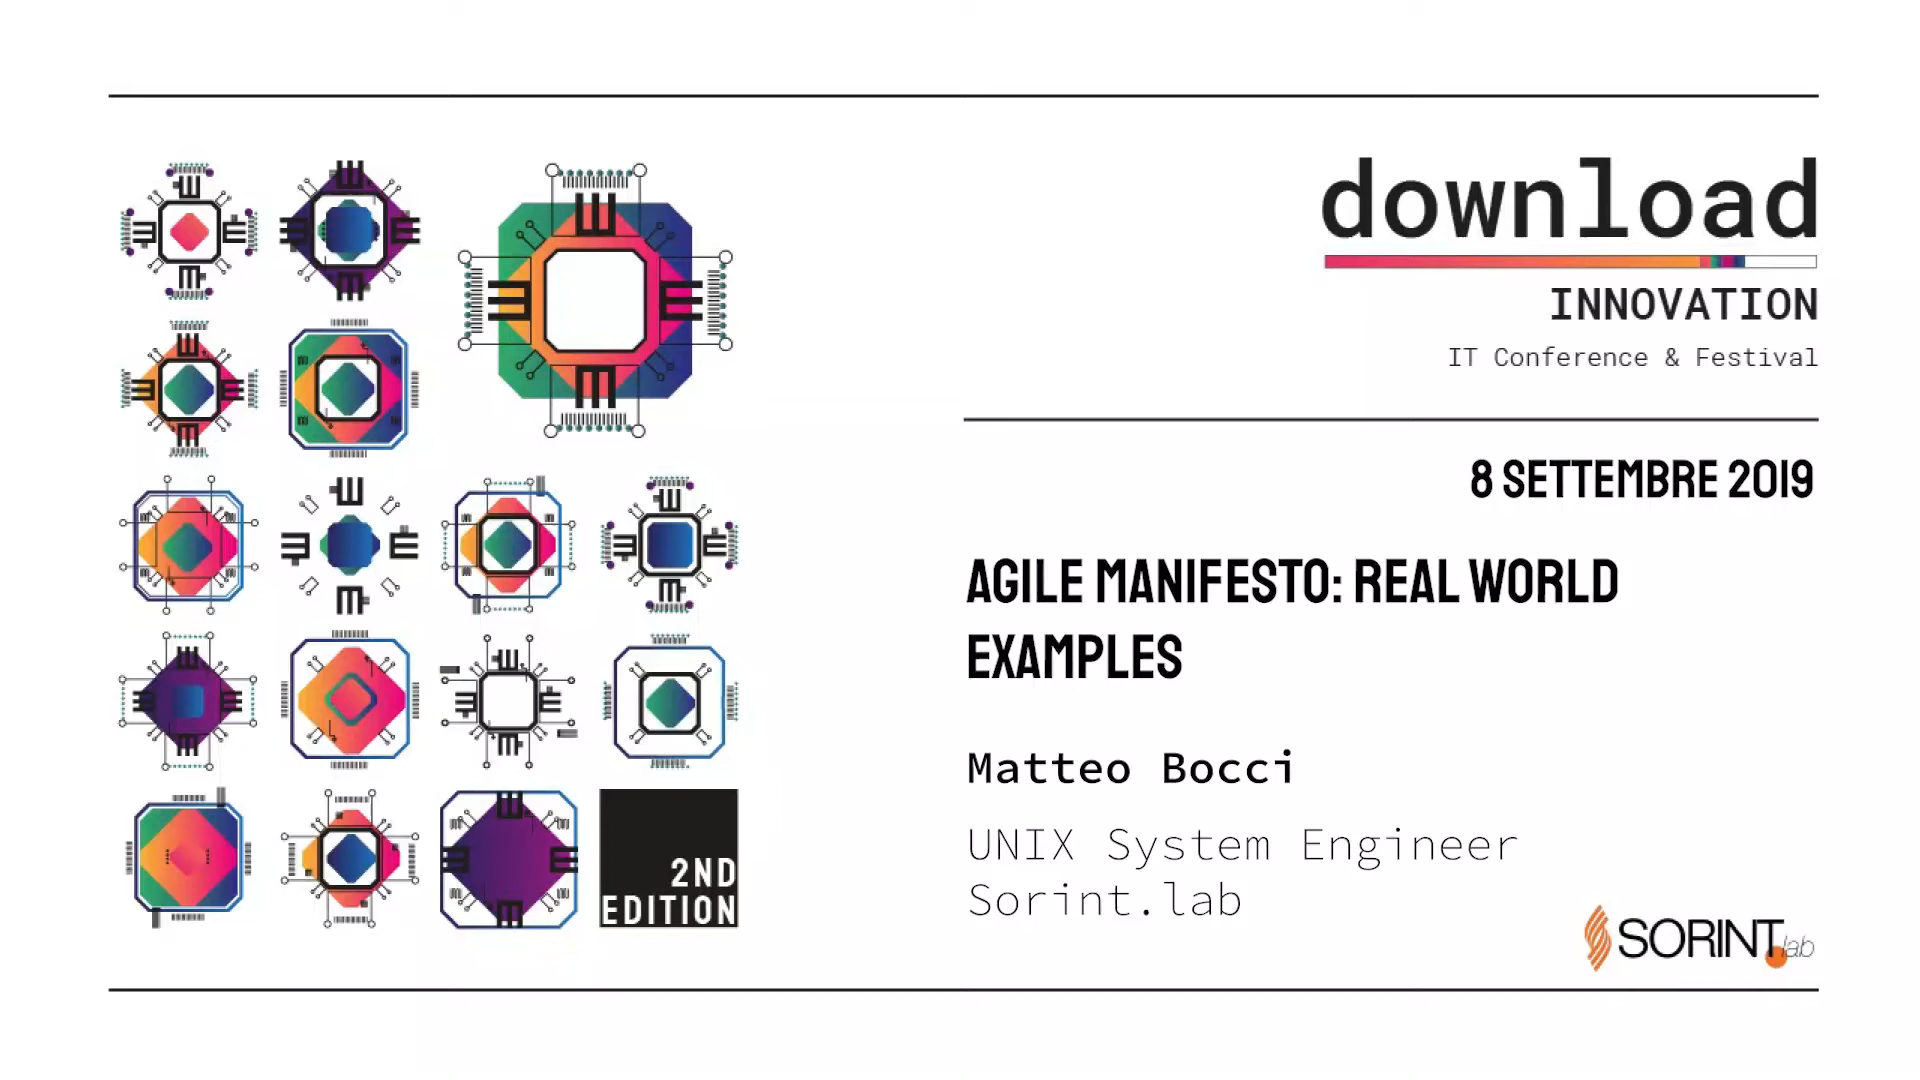 download
INNOVATION
IT Conference & Festival
8 SETTEMBRE 2019
AGILE MANIFESTO: REAL WORLD
EXAMPLES
Matteo Bocci
UNIX System Engineer
Sorint.lab
2ND
EDITION
SORINT.lab